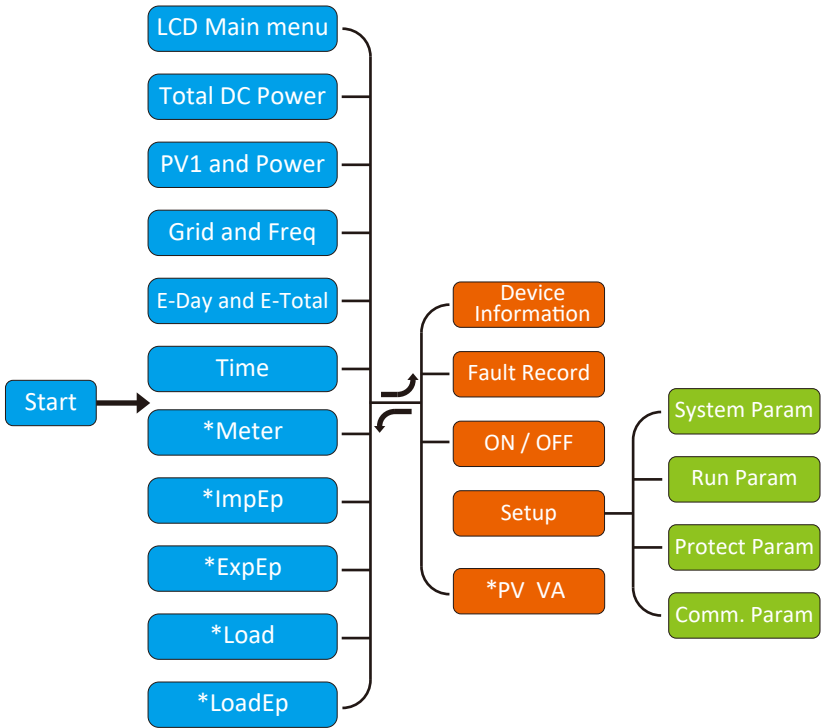 Start
LCD Main menu
Total DC Power
PV1 and Power
Grid and Freq
E-Day and E-Total
Time
*Meter
*ImpEp
*ExpEp
*Load
*LoadEp
Device
Information
Fault Record
ON / OFF
Setup
*PV VA
System Param
Run Param
Protect Param
Comm. Param